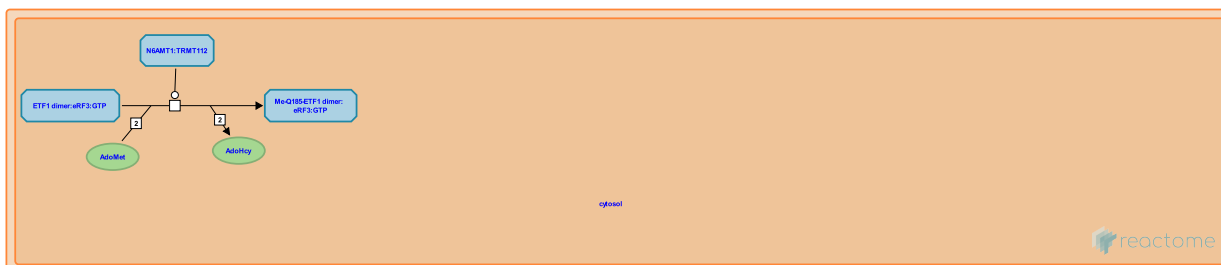 N6AMT1:TRMT112
ETF1 dimer:eRF3:GTP
Me-Q185-ETF1 dimer:
eRF3:GTP
2
2
AdoMet
AdoHcy
cytosol
reactome